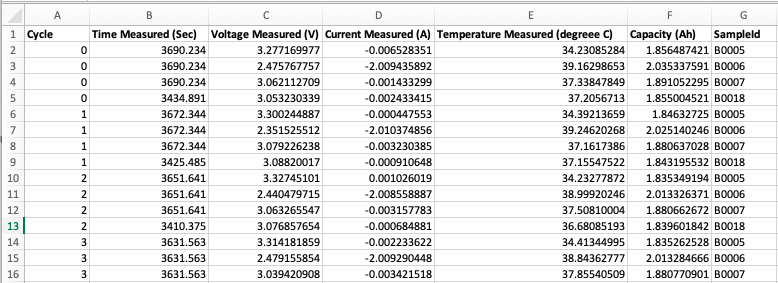 A B C D E F G
1 Cycle Time Measured (Sec) Voltage Measured (V) Current Measured (A) Temperature Measured (degreee C) Capacity (Ah) SampleId
2 0 3690.234 3.277169977 -0.006528351 34.23085284 1.856487421 B0005
3 0 3690.234 2.475767757 -2.009435892 39.16298653 2.035337591 B0006
4 0 3690.234 3.062112709 -0.001433299 37.33847849 1.891052295 B0007
5 0 3434.891 3.053230339 -0.002433415 37.2056713 1.855004521 B0018
6 1 3672.344 3.300244887 -0.000447553 34.39213659 1.84632725 B0005
7 1 3672.344 2.351525512 -2.010374856 39.24620268 2.025140246 B0006
8 1 3672.344 3.079226238 -0.003230385 37.1617386 1.880637028 B0007
9 1 3425.485 3.08820017 -0.000910648 37.15547522 1.843195532 B0018
10 2 3651.641 3.32745101 0.001026019 34.23277872 1.835349194 B0005
11 2 3651.641 2.440479715 -2.008558887 38.99920246 2.013326371 B0006
12 2 3651.641 3.063265547 -0.003157783 37.50810004 1.880662672 B0007
13 2 3410.375 3.076857654 -0.000684881 36.68085193 1.839601842 B0018
14 3 3631.563 3.314181859 -0.002233622 34.41344995 1.835262528 B0005
15 3 3631.563 2.479155854 -2.009290448 38.84362777 2.013284666 B0006
16 3 3631.563 3.039420908 -0.003421518 37.85540509 1.880770901 B0007